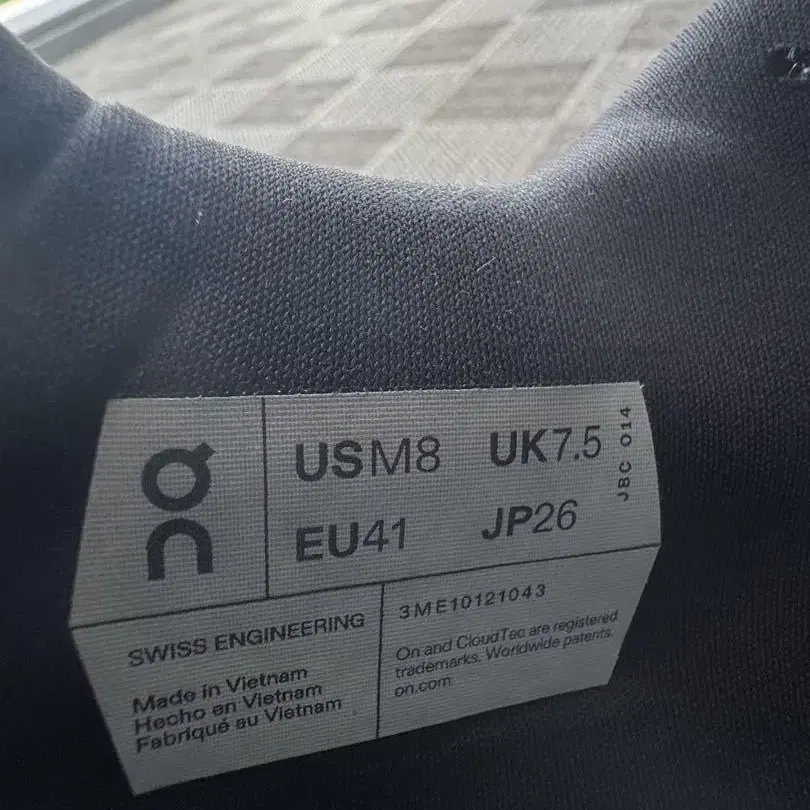 On
USM8 UK7.5
EU41 JP26
JBC 014
SWISS ENGINEERING
Made in Vietnam
Hecho en Vietnam
Fabriqué au Vietnam
3ME10121043
On and CloudTec are registered
trademarks. Worldwide patents.
on.com